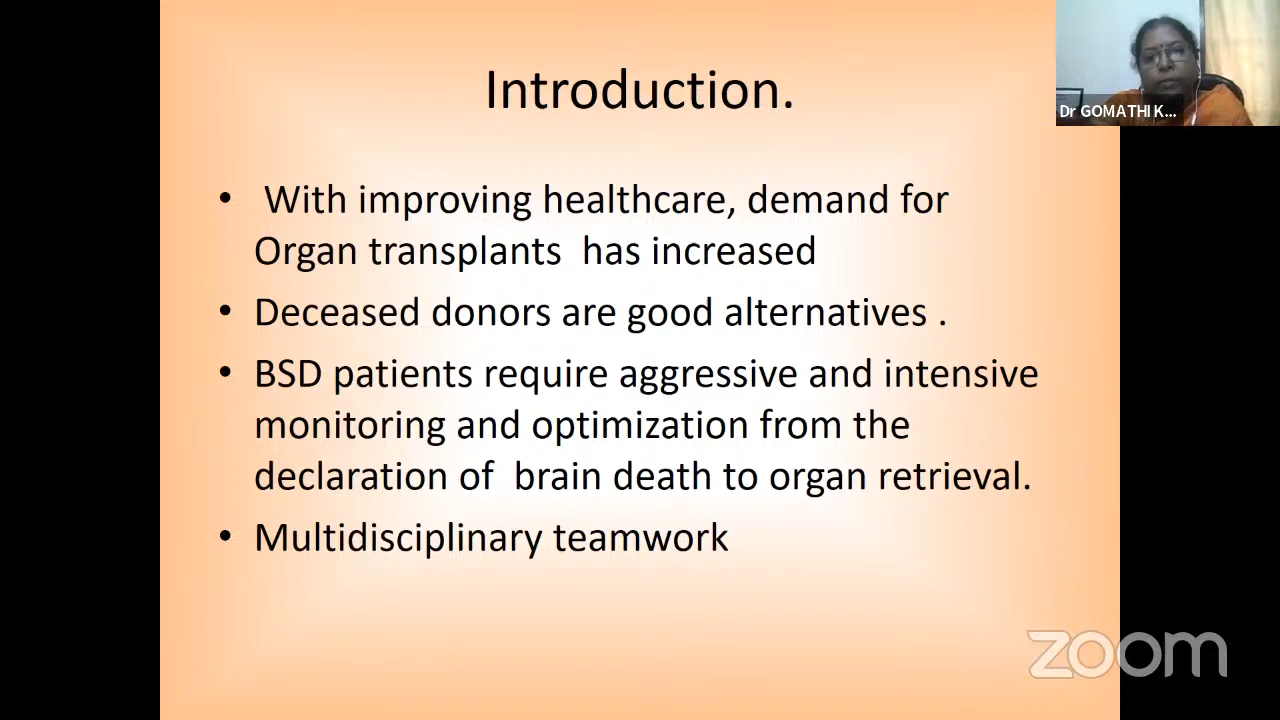 Introduction.
Dr GOMATHI K...
• With improving healthcare, demand for
Organ transplants has increased
• Deceased donors are good alternatives .
• BSD patients require aggressive and intensive
monitoring and optimization from the
declaration of brain death to organ retrieval.
• Multidisciplinary teamwork
zoom